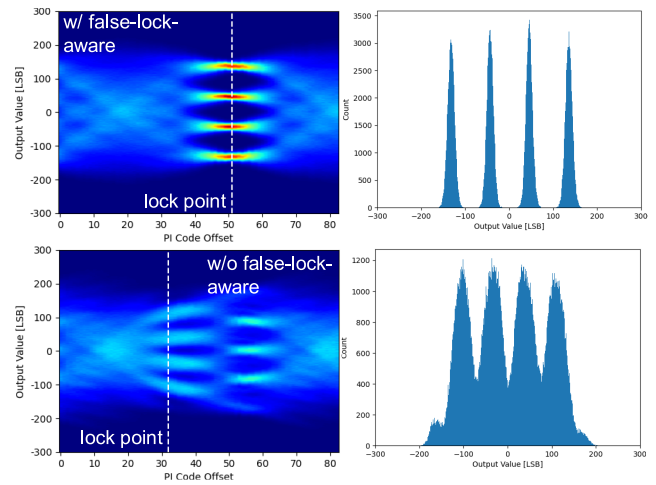 w/ false-lock-
aware
lock point
300
200
100
0
-100
-200
-300
Output Value [LSB]
0 10 20 30 40 50 60 70 80
PI Code Offset
3500
3000
2500
2000
1500
1000
500
0
Count
-300 -200 -100 0 100 200 300
Output Value [LSB]
w/o false-lock-
aware
lock point
300
200
100
0
-100
-200
-300
Output Value [LSB]
0 10 20 30 40 50 60 70 80
PI Code Offset
1200
1000
800
600
400
200
0
Count
-300 -200 -100 0 100 200 300
Output Value [LSB]